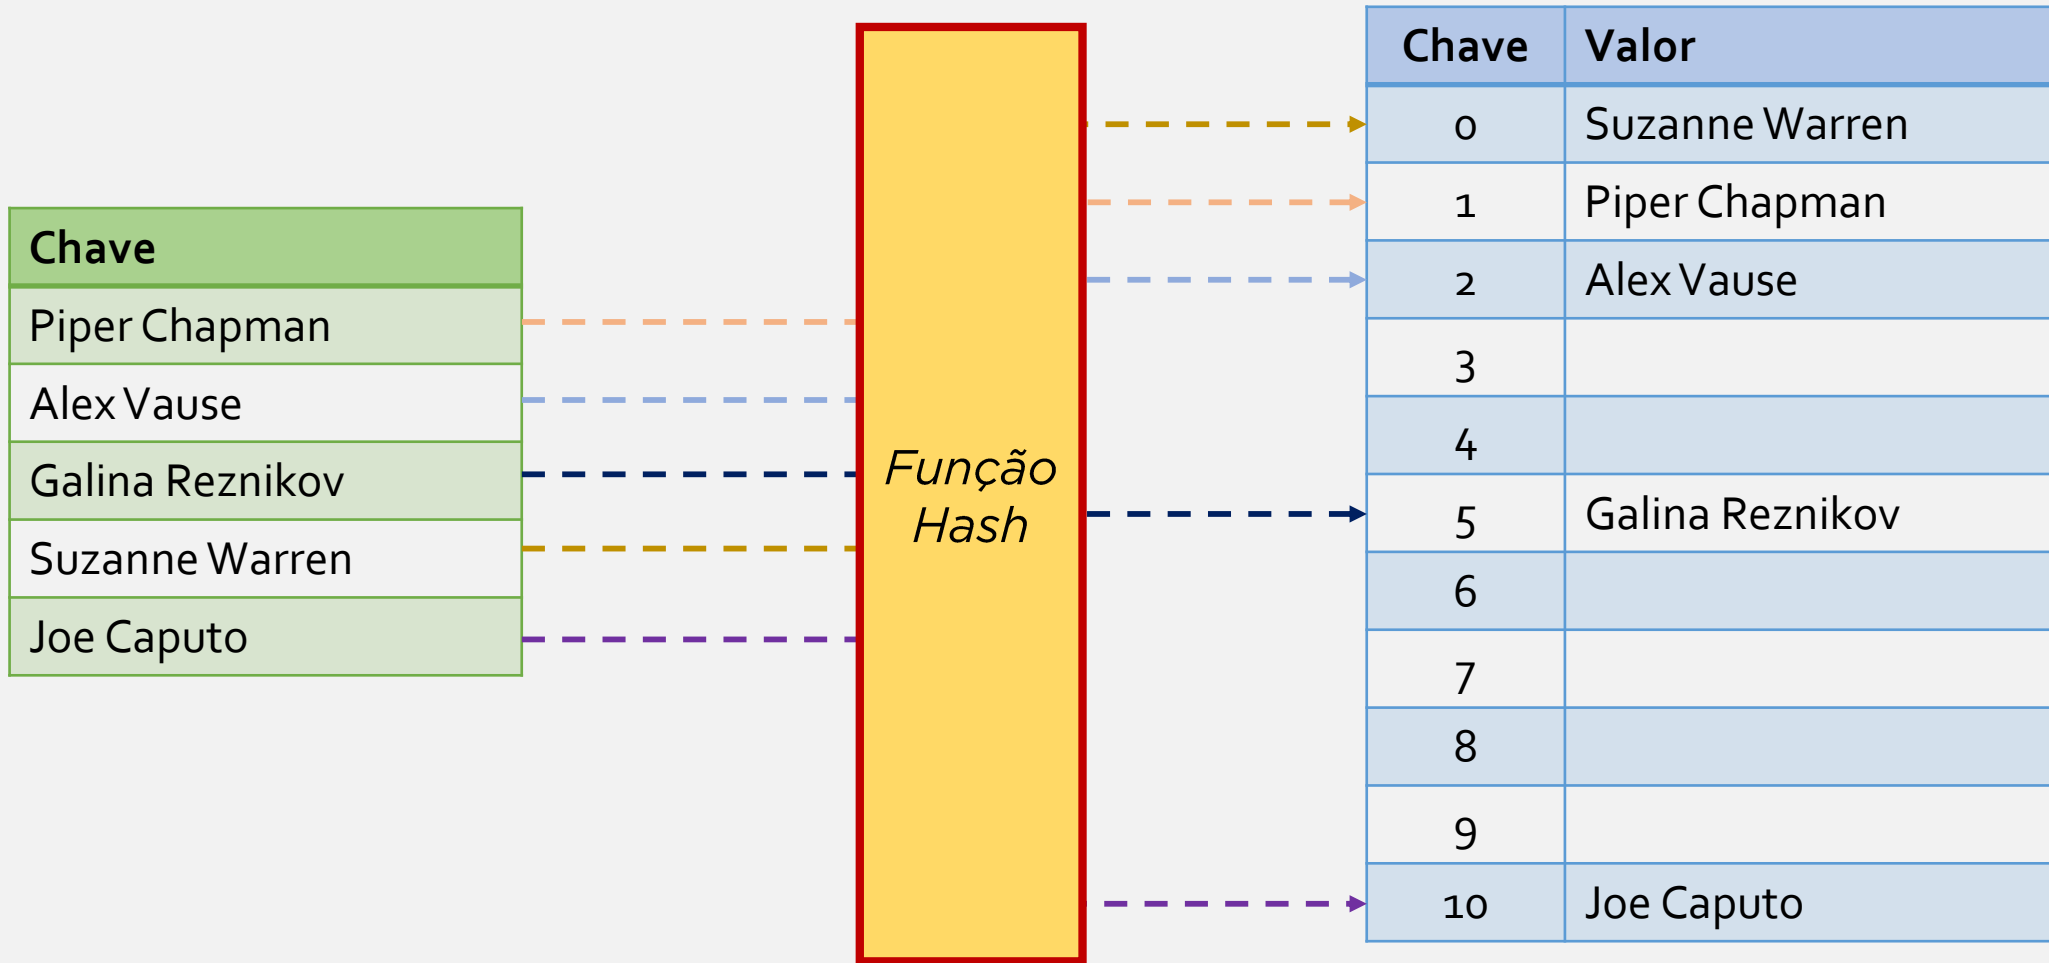 Chave
Piper Chapman
Alex Vause
Galina Reznikov
Suzanne Warren
Joe Caputo
Função
Hash
Chave Valor
0 Suzanne Warren
1 Piper Chapman
2 Alex Vause
3
4
5 Galina Reznikov
6
7
8
9
10 Joe Caputo